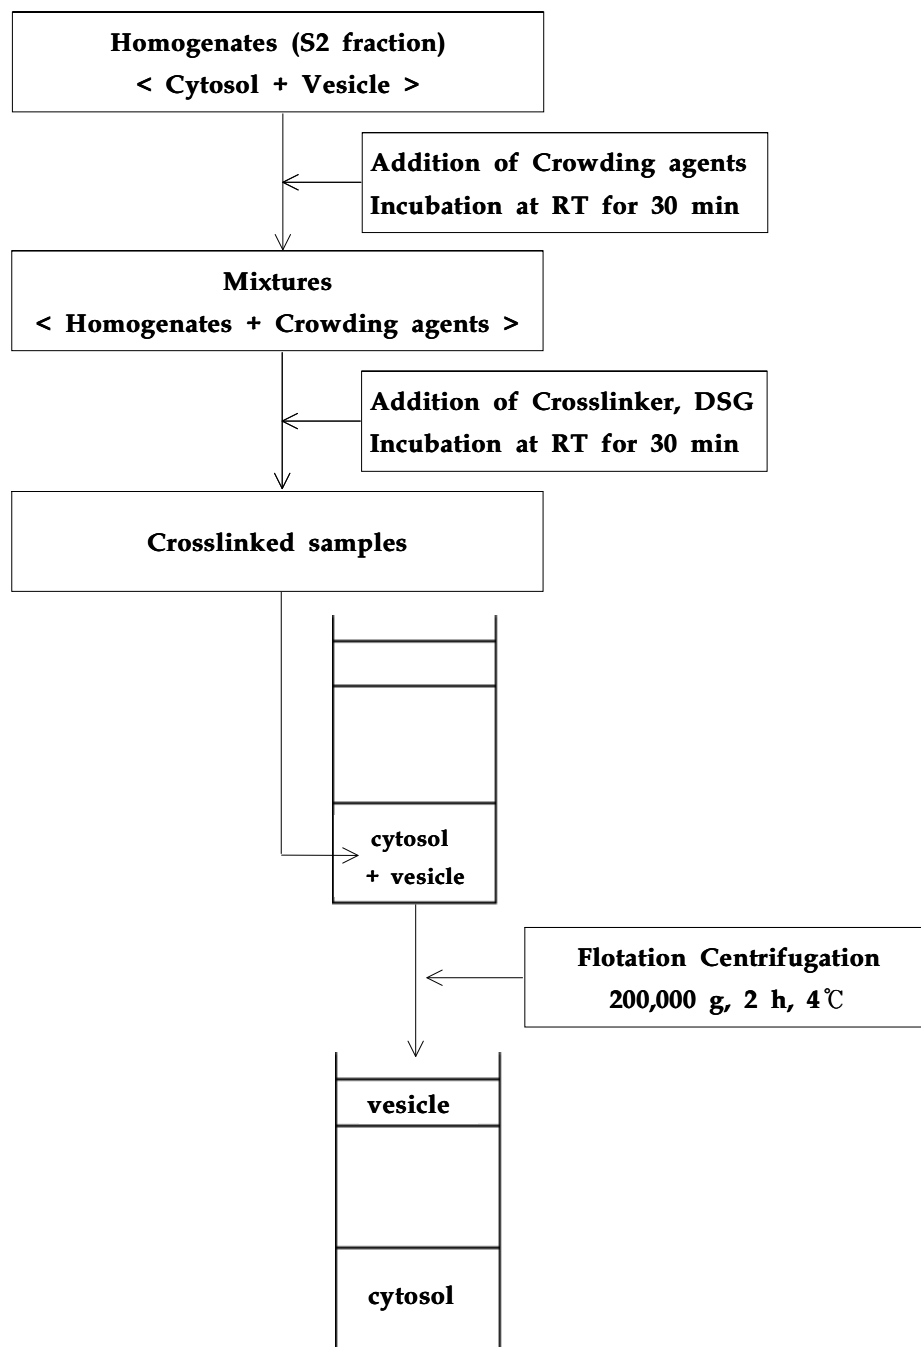 Homogenates (S2 fraction)
< Cytosol + Vesicle >
Addition of Crowding agents
Incubation at RT for 30 min
Mixtures
< Homogenates + Crowding agents >
Addition of Crosslinker, DSG
Incubation at RT for 30 min
Crosslinked samples
cytosol
+ vesicle
Flotation Centrifugation
200,000 g, 2 h, 4℃
vesicle
cytosol